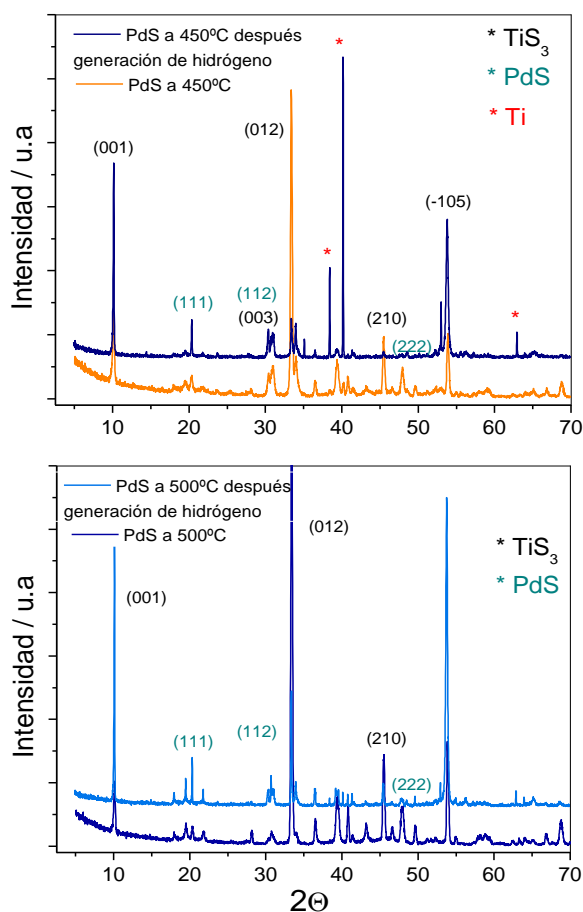 PdS a 450ºC después
generación de hidrógeno
PdS a 450ºC
* TiS3
* PdS
* Ti
*
(012)
(001)
(-105)
*
(111)
(112)
(003)
(210)
(222)
*
Intensidad / u.a
10 20 30 40 50 60 70
PdS a 500ºC después
generación de hidrógeno
PdS a 500ºC
(012)
* TiS3
* PdS
(001)
(111)
(112)
(210)
(222)
Intensidad / u.a
10 20 30 40 50 60 70
2Θ